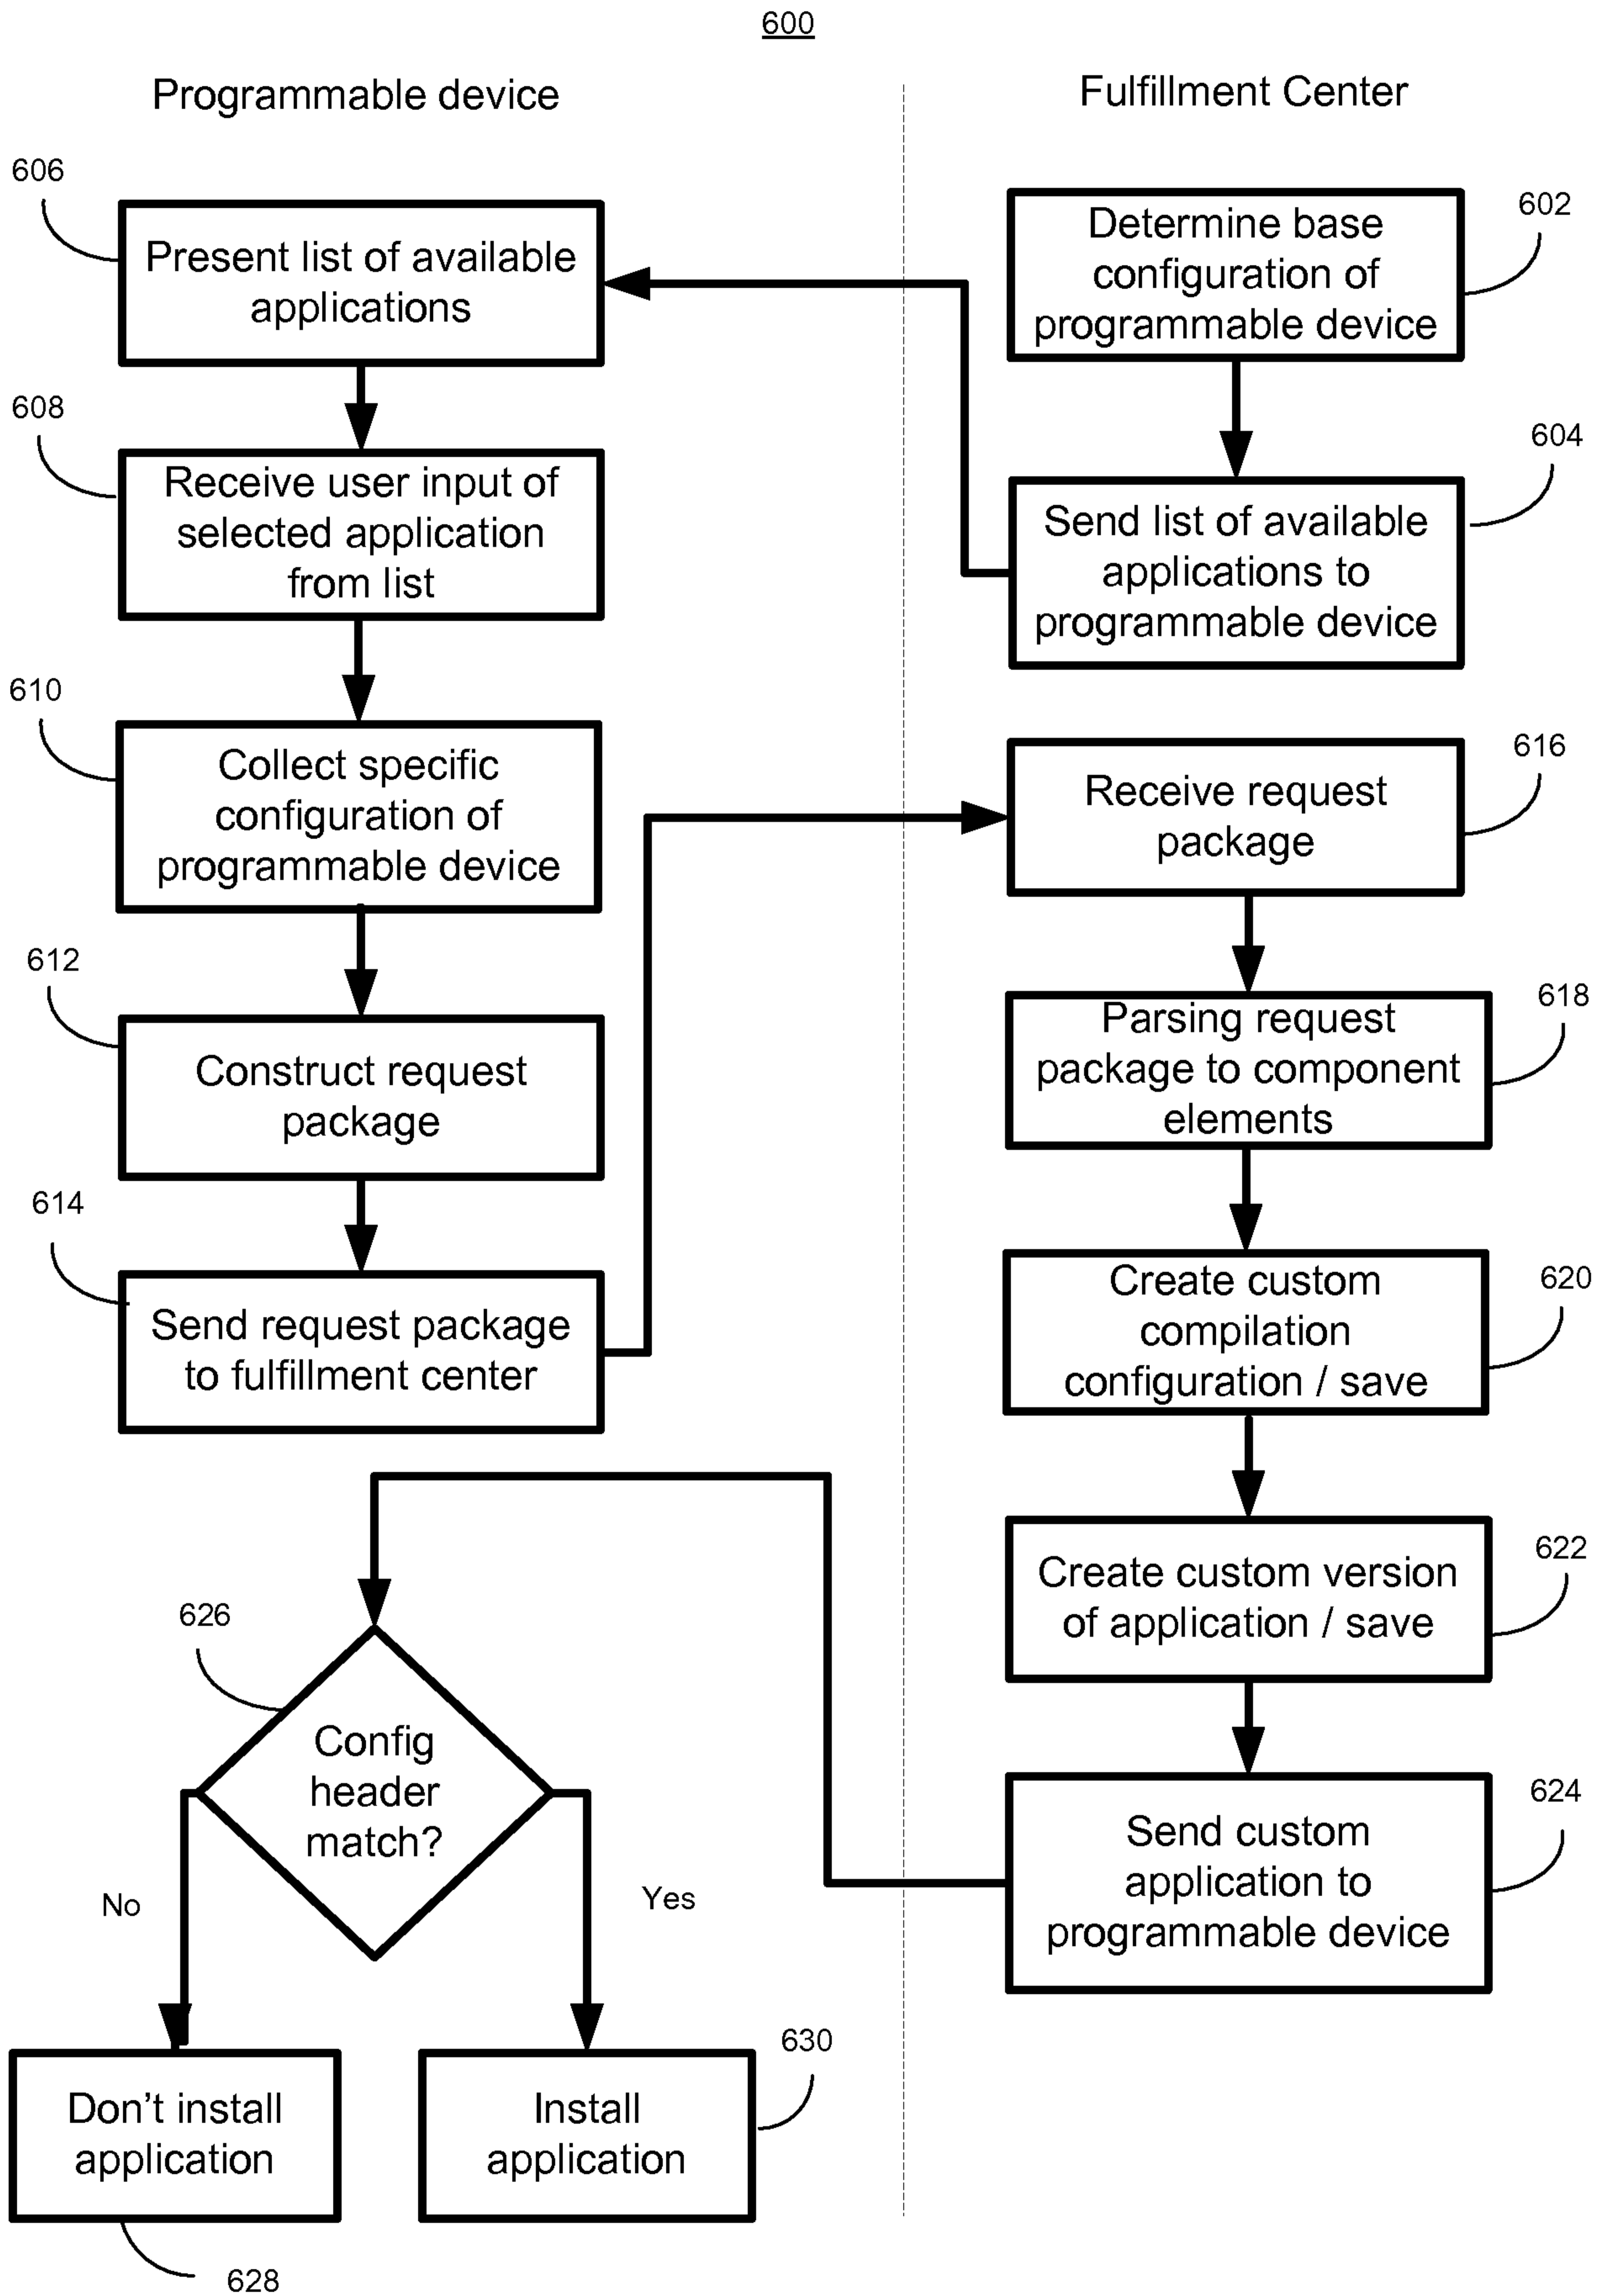 600
Programmable device
Fulfillment Center
606
Present list of available
applications
602
Determine base
configuration of
programmable device
608
Receive user input of
selected application
from list
604
Send list of available
applications to
programmable device
610
Collect specific
configuration of
programmable device
616
Receive request
package
612
Construct request
package
618
Parsing request
package to component
elements
614
Send request package
to fulfillment center
620
Create custom
compilation
configuration / save
622
Create custom version
of application / save
626
Config
header
match?
No
Yes
624
Send custom
application to
programmable device
Don't install
application
628
630
Install
application